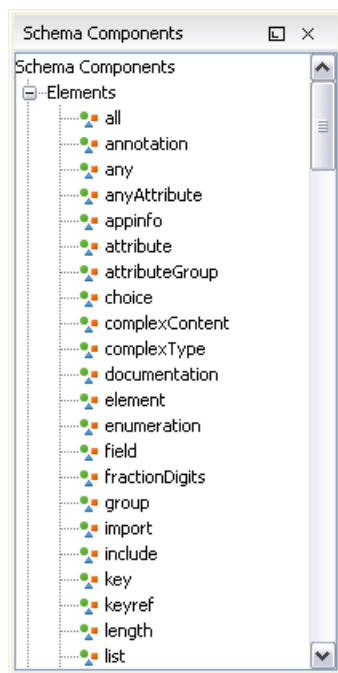 Schema Components
Schema Components
Elements
all
annotation
any
anyAttribute
appinfo
attribute
attributeGroup
choice
complexContent
complexType
documentation
element
enumeration
field
fractionDigits
group
import
include
key
keyref
length
list